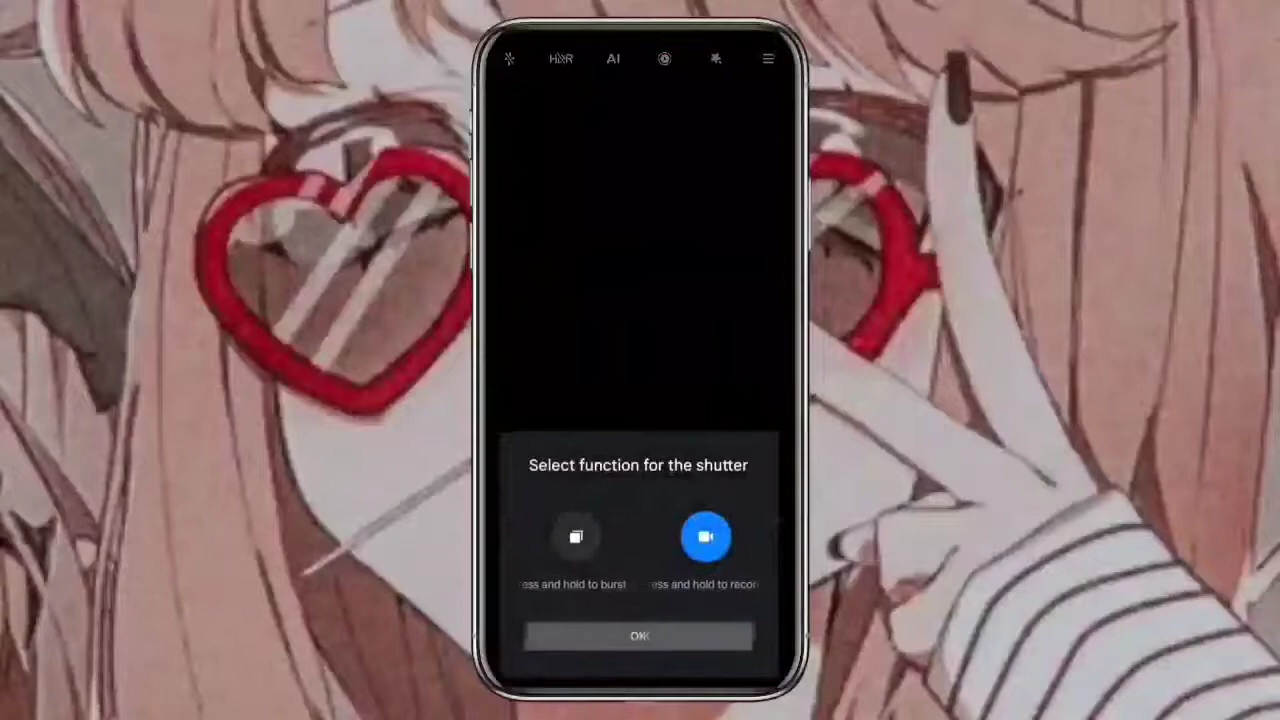 HDR AI
Select function for the shutter
ess and hold to burst ess and hold to recor
OK